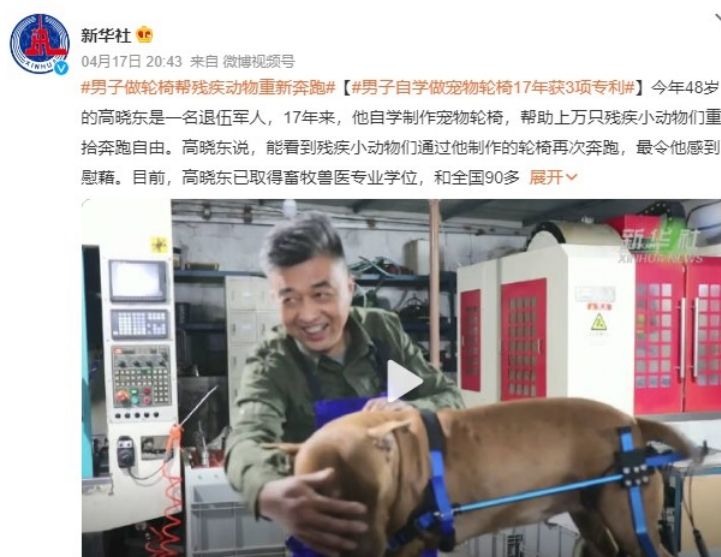 新华社
04月17日 20:43 来自 微博视频号
#男子做轮椅帮残疾动物重新奔跑#【#男子自学做宠物轮椅17年获3项专利#】今年48岁
的高晓东是一名退伍军人，17年来，他自学制作宠物轮椅，帮助上万只残疾小动物们重
拾奔跑自由。高晓东说，能看到残疾小动物们通过他制作的轮椅再次奔跑，最令他感到
慰藉。目前，高晓东已取得畜牧兽医专业学位，和全国90多 展开
新华社
XINHUA NEWS